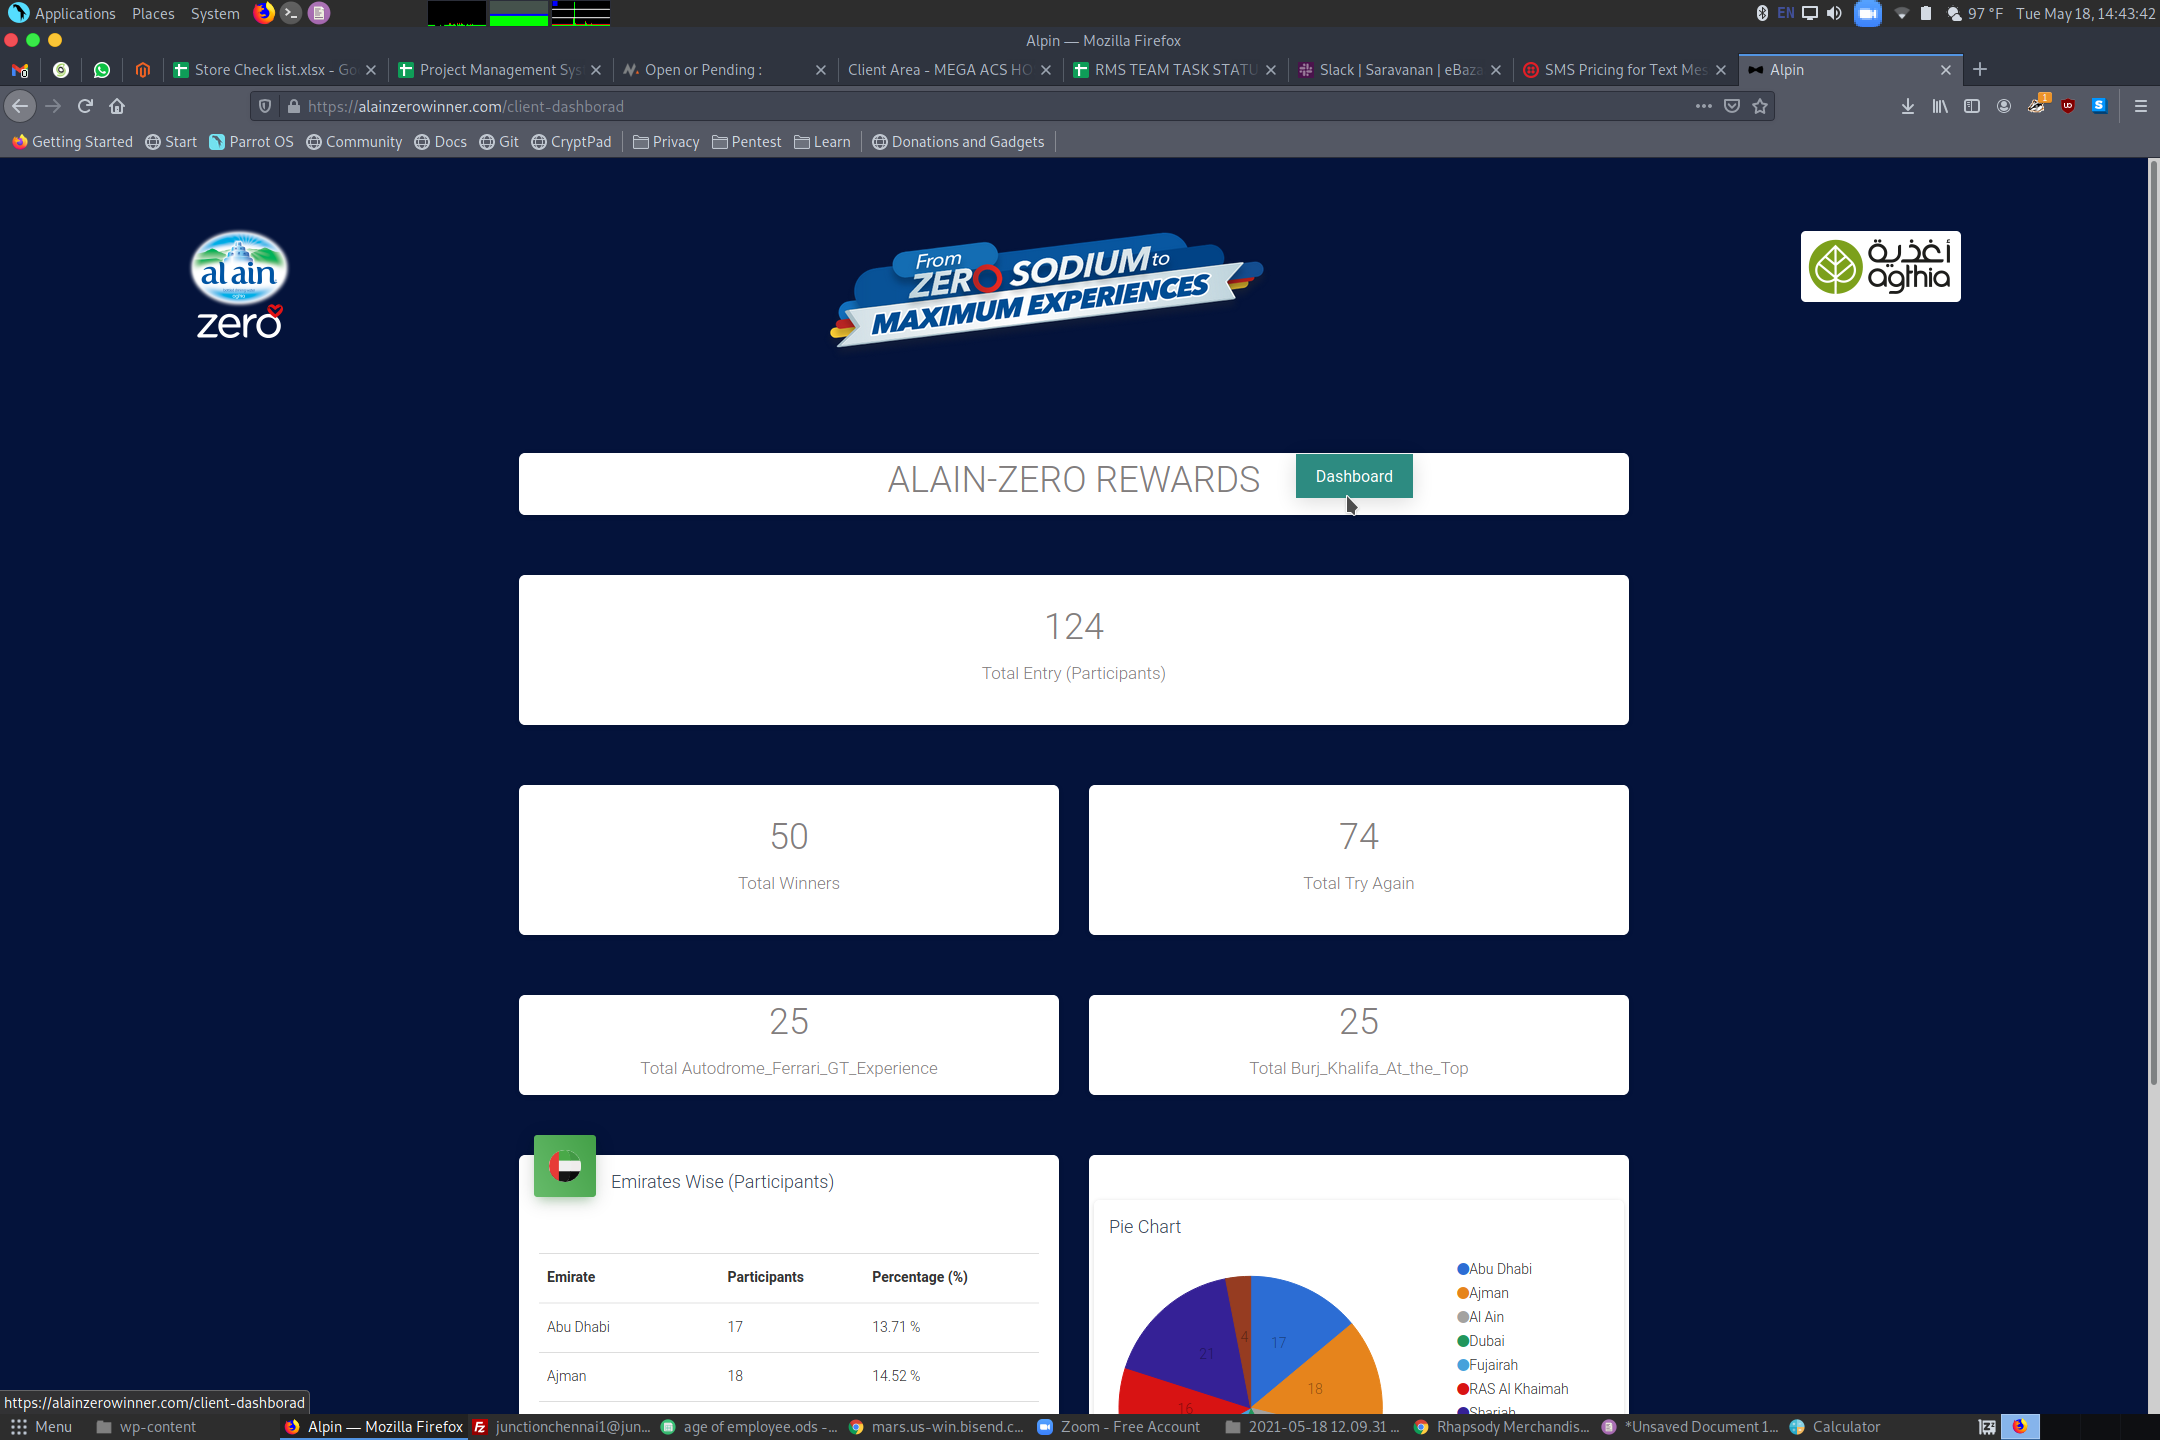 Applications Places System EN 97 °F Tue May 18, 14:43:42
Alpin — Mozilla Firefox
Store Check list.xlsx - Go Project Management Sys Open or Pending : Client Area - MEGA ACS HO RMS TEAM TASK STATU Slack | Saravanan | eBaza SMS Pricing for Text Mes Alpin
https://alainzerowinner.com/client-dashborad
Getting Started Start Parrot OS Community Docs Git CryptPad Privacy Pentest Learn Donations and Gadgets
al ain
zero
From
ZERO SODIUM to
MAXIMUM EXPERIENCES
أغذية
agthia
ALAIN-ZERO REWARDS Dashboard
124
Total Entry (Participants)
50
Total Winners
74
Total Try Again
25
Total Autodrome_Ferrari_GT_Experience
25
Total Burj_Khalifa_At_the_Top
Emirates Wise (Participants)
Emirate Participants Percentage (%)
Abu Dhabi 17 13.71 %
Ajman 18 14.52 %
Pie Chart
4
17
21
18
16
Abu Dhabi
Ajman
Al Ain
Dubai
Fujairah
RAS Al Khaimah
Sharjah
https://alainzerowinner.com/client-dashborad
Menu wp-content Alpin — Mozilla Firefox junctionchennai1@jun... age of employee.ods -... mars.us-win.bisend.c... Zoom - Free Account 2021-05-18 12.09.31 ... Rhapsody Merchandis... *Unsaved Document 1... Calculator